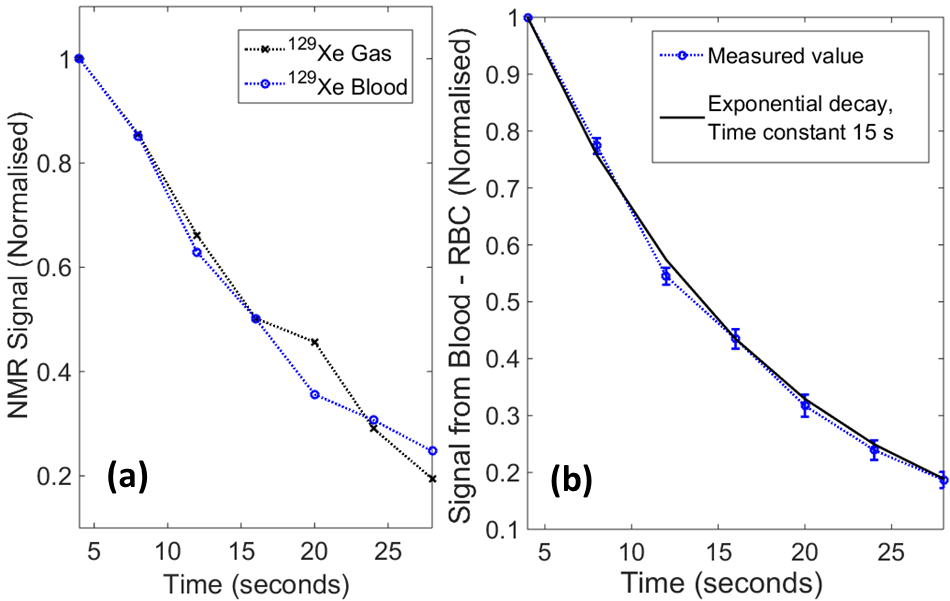 NMR Signal (Normalised)
1
0.8
0.6
0.4
0.2
129Xe Gas
129Xe Blood
(a)
5 10 15 20 25
Time (seconds)
Signal from Blood - RBC (Normalised)
1
0.9
0.8
0.7
0.6
0.5
0.4
0.3
0.2
0.1
Measured value
Exponential decay,
Time constant 15 s
(b)
5 10 15 20 25
Time (seconds)